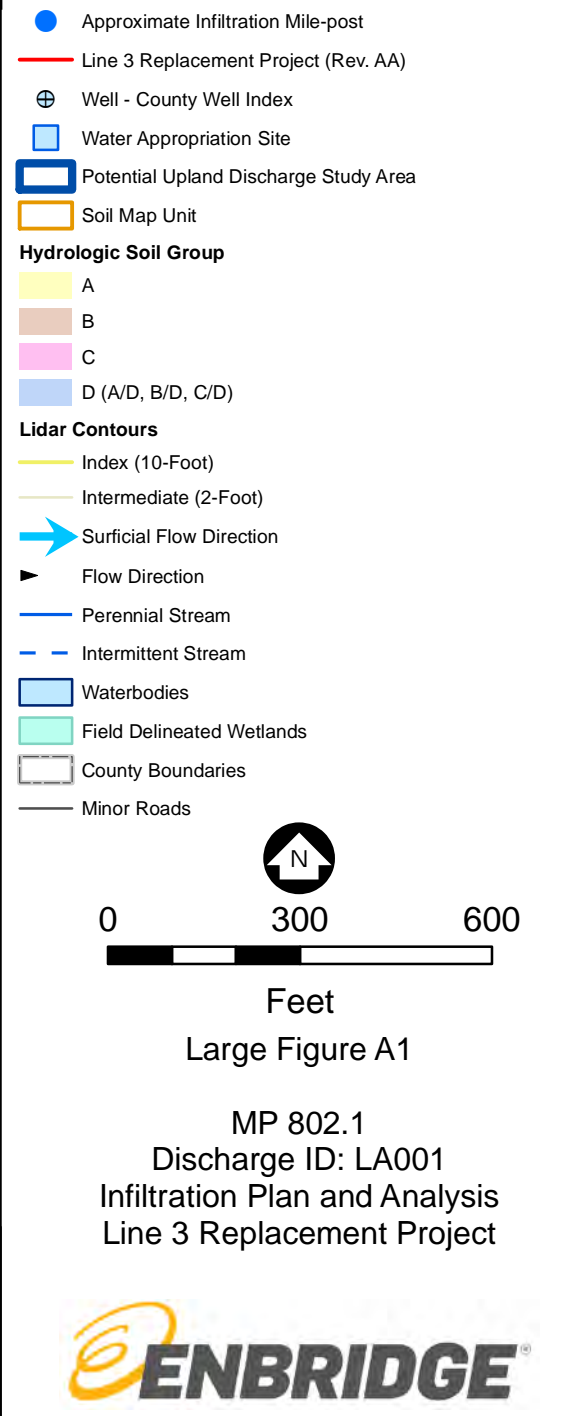 Approximate Infiltration Mile-post
Line 3 Replacement Project (Rev. AA)
Well - County Well Index
Water Appropriation Site
Potential Upland Discharge Study Area
Soil Map Unit
Hydrologic Soil Group
A
B
C
D (A/D, B/D, C/D)
Lidar Contours
Index (10-Foot)
Intermediate (2-Foot)
Surficial Flow Direction
Flow Direction
Perennial Stream
Intermittent Stream
Waterbodies
Field Delineated Wetlands
County Boundaries
Minor Roads
N
0 300 600
Feet
Large Figure A1
MP 802.1
Discharge ID: LA001
Infiltration Plan and Analysis
Line 3 Replacement Project
ENBRIDGE®